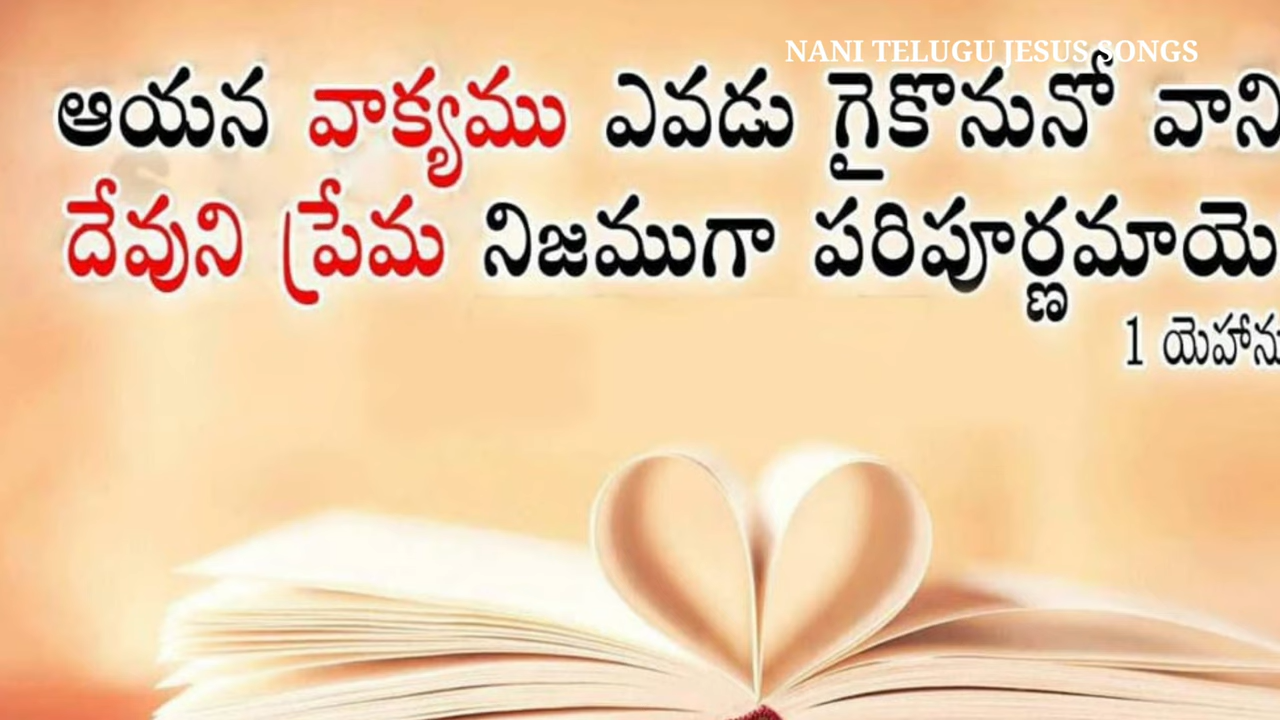 NANI TELUGU JESUS SONGS
ఆయన వాక్యము ఎవడు గైకొనునో వాని
దేవుని ప్రేమ నిజముగా పరిపూర్ణమాయె
1 యెహాను